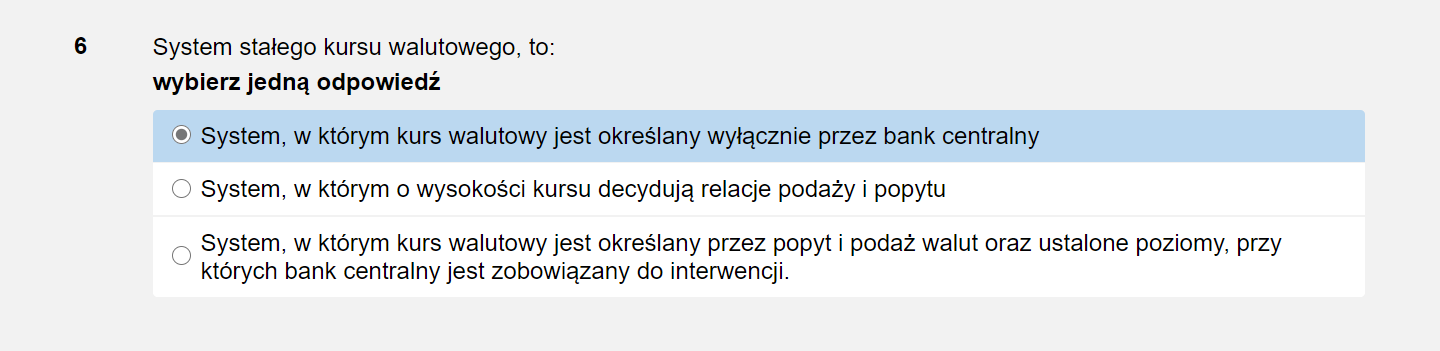 6
System stałego kursu walutowego, to:
wybierz jedną odpowiedź
System, w którym kurs walutowy jest określany wyłącznie przez bank centralny
System, w którym o wysokości kursu decydują relacje podaży i popytu
System, w którym kurs walutowy jest określany przez popyt i podaż walut oraz ustalone poziomy, przy
których bank centralny jest zobowiązany do interwencji.